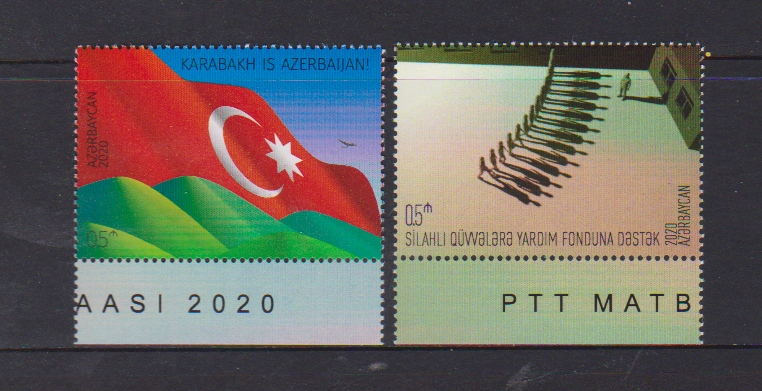 KARABAKH IS AZERBAIJAN!
AZƏRBAYCAN
2020
0.5₼
AASI 2020
0.5₼
SİLAHLI QÜVVƏLƏRƏ YARDIM FONDUNA DƏSTƏK
2020
AZƏRBAYCAN
PTT MATB